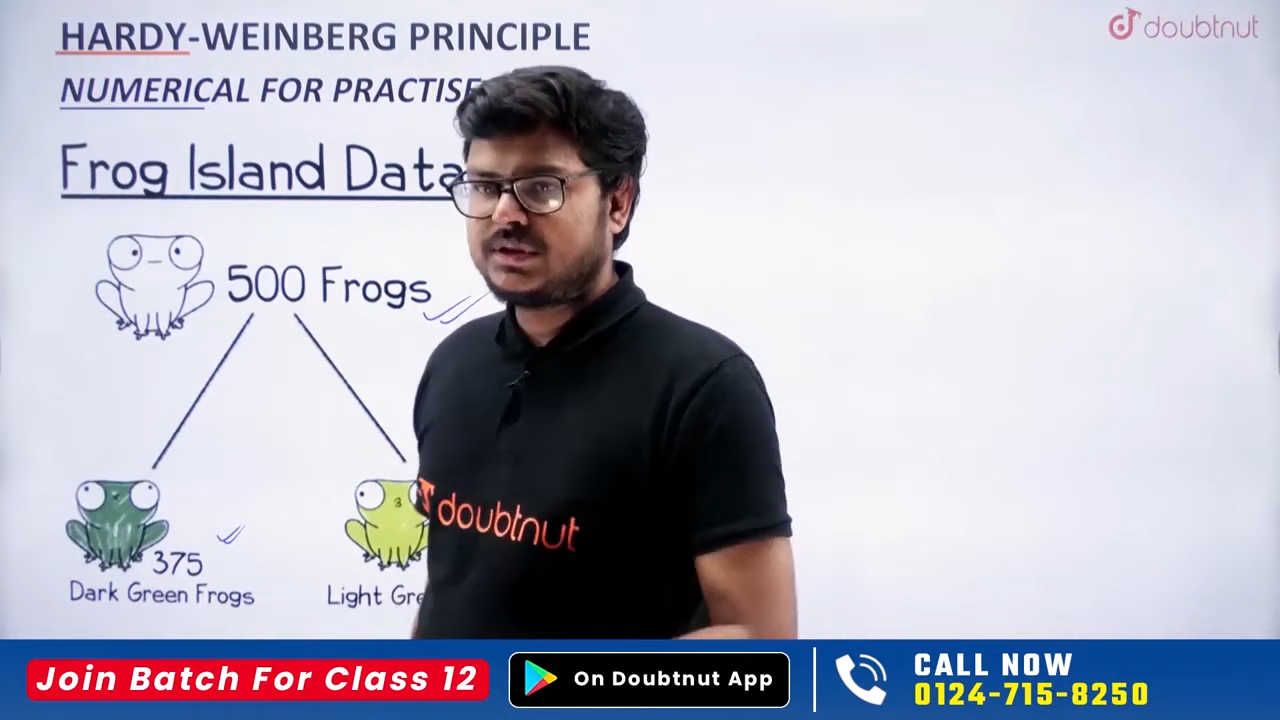 HARDY-WEINBERG PRINCIPLE
doubtnut
NUMERICAL FOR PRACTISE
Frog Island Data
500 Frogs
375
Dark Green Frogs
Light
doubtnut
Join Batch For Class 12
On Doubtnut App
CALL NOW
0124-715-8250